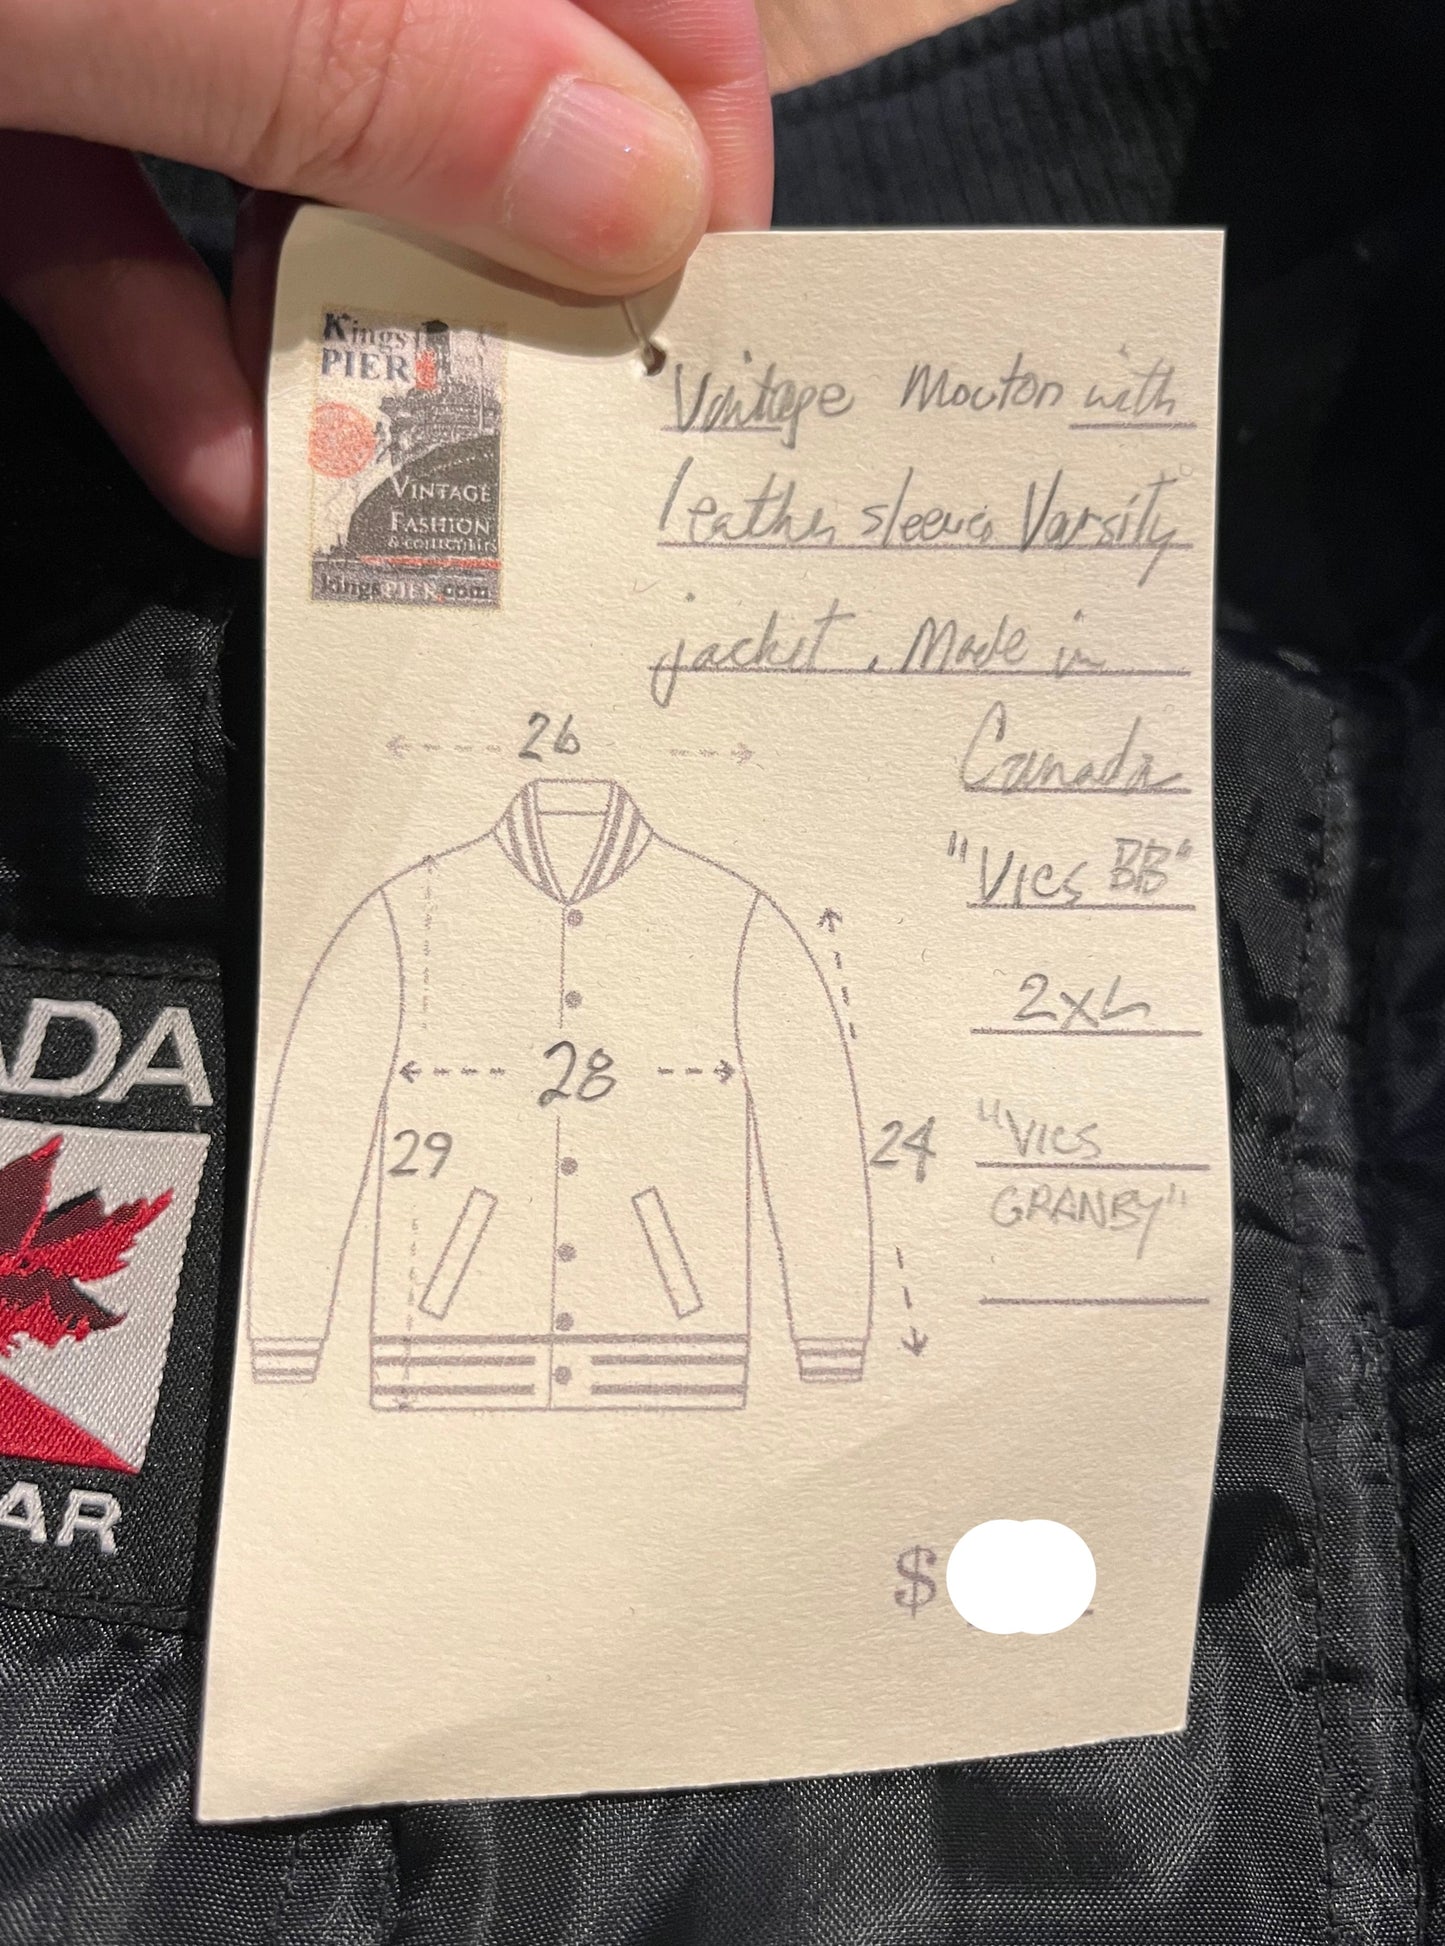 Kings
PIER
VINTAGE
FASHION
& COLLECTIBLES
kingsPIER.com
Vintage Mouton with
leather sleeves Varsity
jacket. Made in
Canada
"VICS BB"
2XL
"VICS
GRANBY"
26
28
29
24
$
ADA
AR